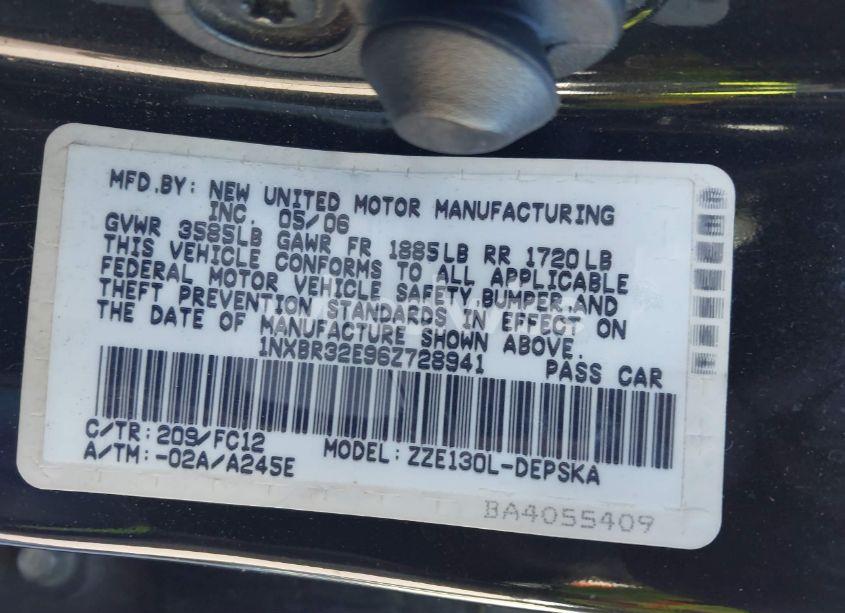 MFD.BY: NEW UNITED MOTOR MANUFACTURING
INC. 05/06
GVWR 3585LB GAWR FR 1885LB RR 1720LB
THIS VEHICLE CONFORMS TO ALL APPLICABLE
FEDERAL MOTOR VEHICLE SAFETY,BUMPER,AND
THEFT PREVENTION STANDARDS IN EFFECT ON
THE DATE OF MANUFACTURE SHOWN ABOVE.
1NXBR32E96Z728941 PASS CAR
C/TR: 209/FC12 MODEL: ZZE130L-DEPSKA
A/TM: -02A/A245E
BA4055409